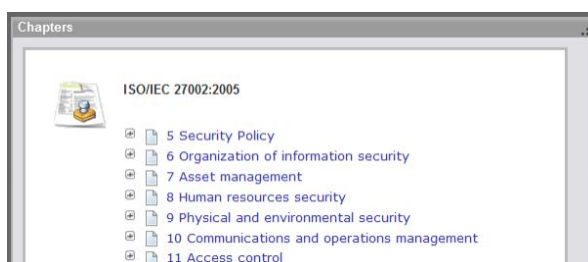 Chapters
ISO/IEC 27002:2005
5 Security Policy
6 Organization of information security
7 Asset management
8 Human resources security
9 Physical and environmental security
10 Communications and operations management
11 Access control